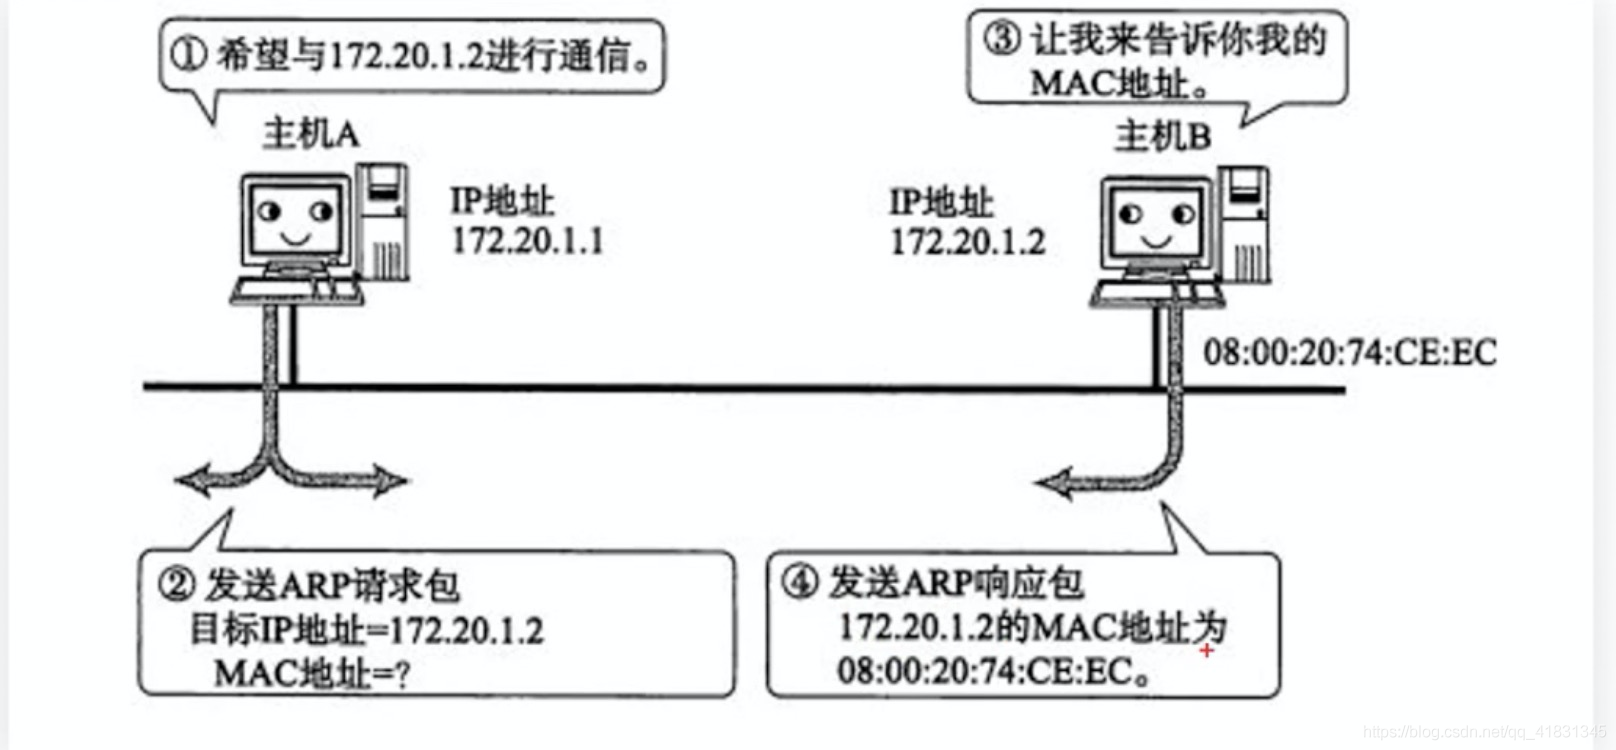 ① 希望与172.20.1.2进行通信。
③ 让我来告诉你我的
MAC地址。
主机A
主机B
IP地址
172.20.1.1
IP地址
172.20.1.2
08:00:20:74:CE:EC
② 发送ARP请求包
目标IP地址=172.20.1.2
MAC地址=?
④ 发送ARP响应包
172.20.1.2的MAC地址为
08:00:20:74:CE:EC。
https://blog.csdn.net/qq_41831345